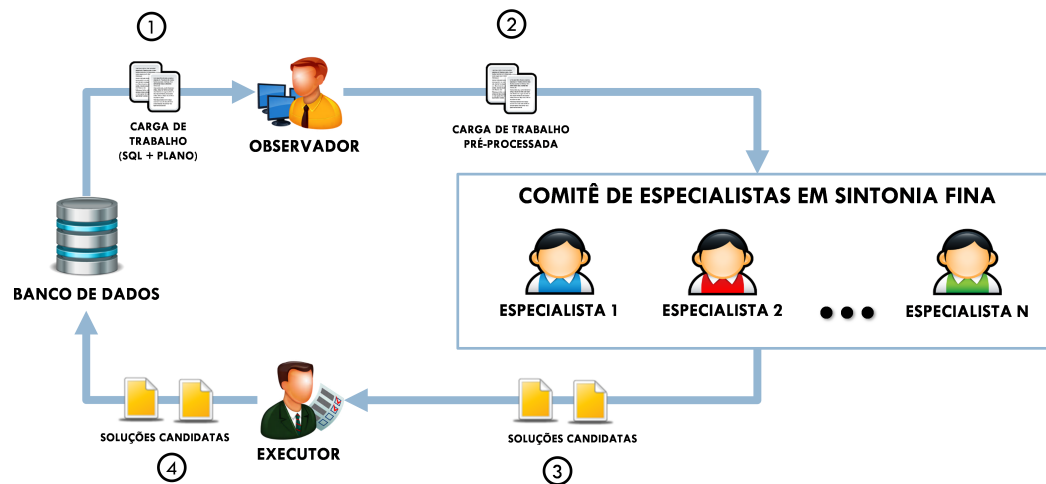 1
2
CARGA DE
TRABALHO
(SQL + PLANO)
OBSERVADOR
CARGA DE TRABALHO
PRÉ-PROCESSADA
COMITÊ DE ESPECIALISTAS EM SINTONIA FINA
ESPECIALISTA 1
ESPECIALISTA 2
ESPECIALISTA N
BANCO DE DADOS
SOLUÇÕES CANDIDATAS
4
EXECUTOR
SOLUÇÕES CANDIDATAS
3